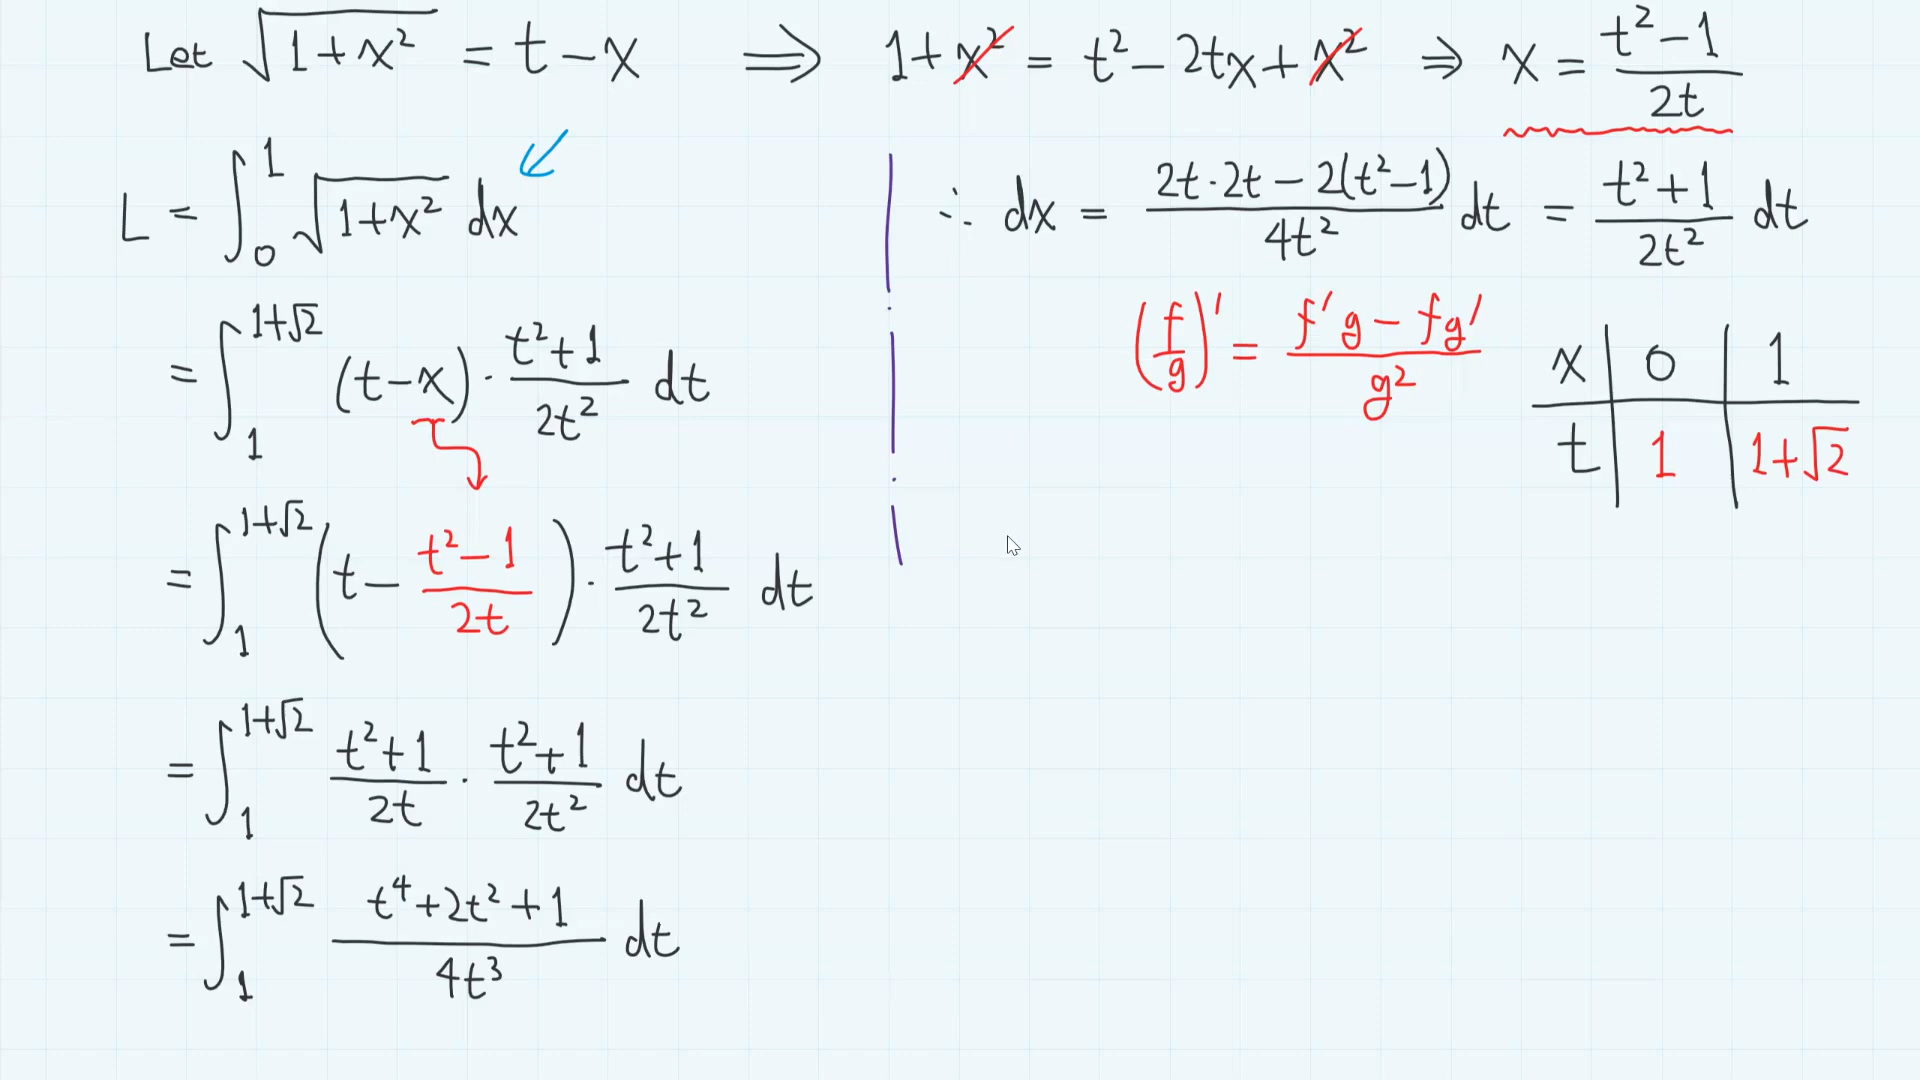 Let √(1+x²) = t − x ⟹ 1 + x² = t² − 2tx + x² ⇒ x = (t² − 1)/(2t)
L = ∫₀¹ √(1+x²) dx
= ∫₁^(1+√2) (t − x) · (t² + 1)/(2t²) dt
= ∫₁^(1+√2) (t − (t² − 1)/(2t)) · (t² + 1)/(2t²) dt
= ∫₁^(1+√2) (t² + 1)/(2t) · (t² + 1)/(2t²) dt
= ∫₁^(1+√2) (t⁴ + 2t² + 1)/(4t³) dt
∴ dx = (2t·2t − 2(t² − 1))/(4t²) dt = (t² + 1)/(2t²) dt
(f/g)' = (f'g − fg')/g²
x 0 1
t 1 1+√2